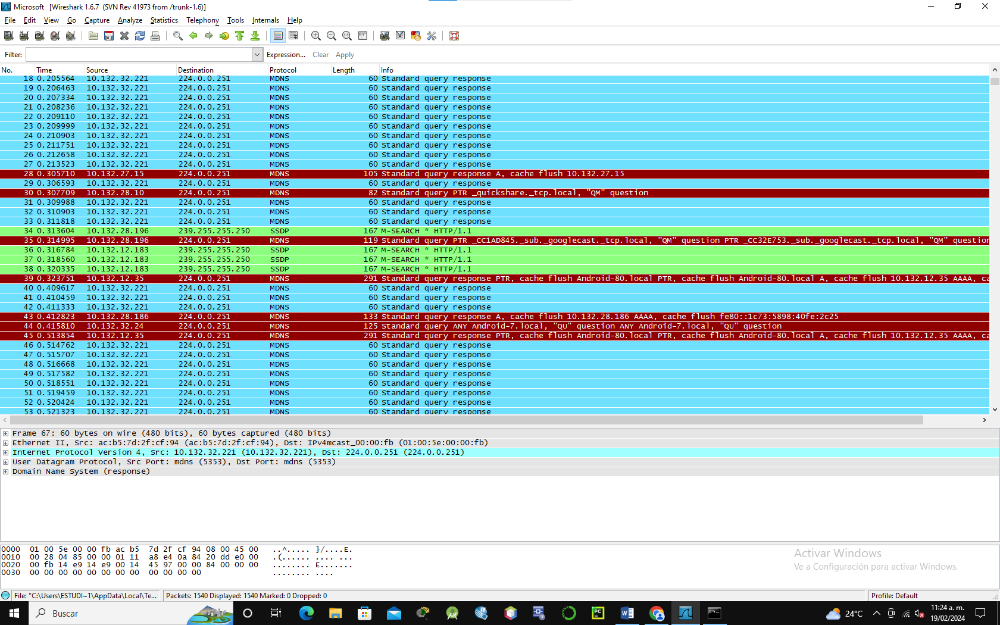 Microsoft   [Wireshark 1.6.7  (SVN Rev 41973 from /trunk-1.6)]
File Edit View Go Capture Analyze Statistics Telephony Tools Internals Help
Filter: Expression... Clear Apply
No. Time Source Destination Protocol Length Info
18 0.205564 10.132.32.221 224.0.0.251 MDNS 60 Standard query response
19 0.206463 10.132.32.221 224.0.0.251 MDNS 60 Standard query response
20 0.207334 10.132.32.221 224.0.0.251 MDNS 60 Standard query response
21 0.208236 10.132.32.221 224.0.0.251 MDNS 60 Standard query response
22 0.209110 10.132.32.221 224.0.0.251 MDNS 60 Standard query response
23 0.209999 10.132.32.221 224.0.0.251 MDNS 60 Standard query response
24 0.210903 10.132.32.221 224.0.0.251 MDNS 60 Standard query response
25 0.211751 10.132.32.221 224.0.0.251 MDNS 60 Standard query response
26 0.212658 10.132.32.221 224.0.0.251 MDNS 60 Standard query response
27 0.213523 10.132.32.221 224.0.0.251 MDNS 60 Standard query response
28 0.305710 10.132.27.15 224.0.0.251 MDNS 105 Standard query response A, cache flush 10.132.27.15
29 0.306593 10.132.32.221 224.0.0.251 MDNS 60 Standard query response
30 0.307709 10.132.28.10 224.0.0.251 MDNS 82 Standard query PTR _quickshare._tcp.local, "QM" question
31 0.309988 10.132.32.221 224.0.0.251 MDNS 60 Standard query response
32 0.310903 10.132.32.221 224.0.0.251 MDNS 60 Standard query response
33 0.311818 10.132.32.221 224.0.0.251 MDNS 60 Standard query response
34 0.313604 10.132.28.196 239.255.255.250 SSDP 167 M-SEARCH * HTTP/1.1
35 0.314995 10.132.28.196 224.0.0.251 MDNS 119 Standard query PTR _CC1AD845._sub._googlecast._tcp.local, "QM" question PTR _CC32E753._sub._googlecast._tcp.local, "QM" question
36 0.316784 10.132.12.183 239.255.255.250 SSDP 167 M-SEARCH * HTTP/1.1
37 0.318560 10.132.12.183 239.255.255.250 SSDP 167 M-SEARCH * HTTP/1.1
38 0.320335 10.132.12.183 239.255.255.250 SSDP 167 M-SEARCH * HTTP/1.1
39 0.323751 10.132.12.35 224.0.0.251 MDNS 291 Standard query response PTR, cache flush Android-80.local PTR, cache flush Android-80.local A, cache flush 10.132.12.35 AAAA, ca
40 0.409617 10.132.32.221 224.0.0.251 MDNS 60 Standard query response
41 0.410459 10.132.32.221 224.0.0.251 MDNS 60 Standard query response
42 0.411333 10.132.32.221 224.0.0.251 MDNS 60 Standard query response
43 0.412823 10.132.28.186 224.0.0.251 MDNS 133 Standard query response A, cache flush 10.132.28.186 AAAA, cache flush fe80::1c73:5898:40fe:2c25
44 0.415810 10.132.32.24 224.0.0.251 MDNS 125 Standard query ANY Android-7.local, "QU" question ANY Android-7.local, "QU" question
45 0.513854 10.132.12.35 224.0.0.251 MDNS 291 Standard query response PTR, cache flush Android-80.local PTR, cache flush Android-80.local A, cache flush 10.132.12.35 AAAA, ca
46 0.514762 10.132.32.221 224.0.0.251 MDNS 60 Standard query response
47 0.515707 10.132.32.221 224.0.0.251 MDNS 60 Standard query response
48 0.516668 10.132.32.221 224.0.0.251 MDNS 60 Standard query response
49 0.517582 10.132.32.221 224.0.0.251 MDNS 60 Standard query response
50 0.518551 10.132.32.221 224.0.0.251 MDNS 60 Standard query response
51 0.519459 10.132.32.221 224.0.0.251 MDNS 60 Standard query response
52 0.520424 10.132.32.221 224.0.0.251 MDNS 60 Standard query response
53 0.521323 10.132.32.221 224.0.0.251 MDNS 60 Standard query response
Frame 67: 60 bytes on wire (480 bits), 60 bytes captured (480 bits)
Ethernet II, Src: ac:b5:7d:2f:cf:94 (ac:b5:7d:2f:cf:94), Dst: IPv4mcast_00:00:fb (01:00:5e:00:00:fb)
Internet Protocol Version 4, Src: 10.132.32.221 (10.132.32.221), Dst: 224.0.0.251 (224.0.0.251)
User Datagram Protocol, Src Port: mdns (5353), Dst Port: mdns (5353)
Domain Name System (response)
0000  01 00 5e 00 00 fb ac b5  7d 2f cf 94 08 00 45 00   ..^..... }/....E.
0010  00 28 04 85 00 00 01 11  a8 e4 0a 84 20 dd e0 00   .(...... .... ...
0020  00 fb 14 e9 14 e9 00 14  45 97 00 00 84 00 00 00   ........ E.......
0030  00 00 00 00 00 00 00 00  00 00 00 00   ........ ....
Activar Windows
Ve a Configuración para activar Windows.
File: "C:\Users\ESTUDI~1\AppData\Local\Te... Packets: 1540 Displayed: 1540 Marked: 0 Dropped: 0 Profile: Default
Buscar
PC
24°C
11:24 a. m.
19/02/2024